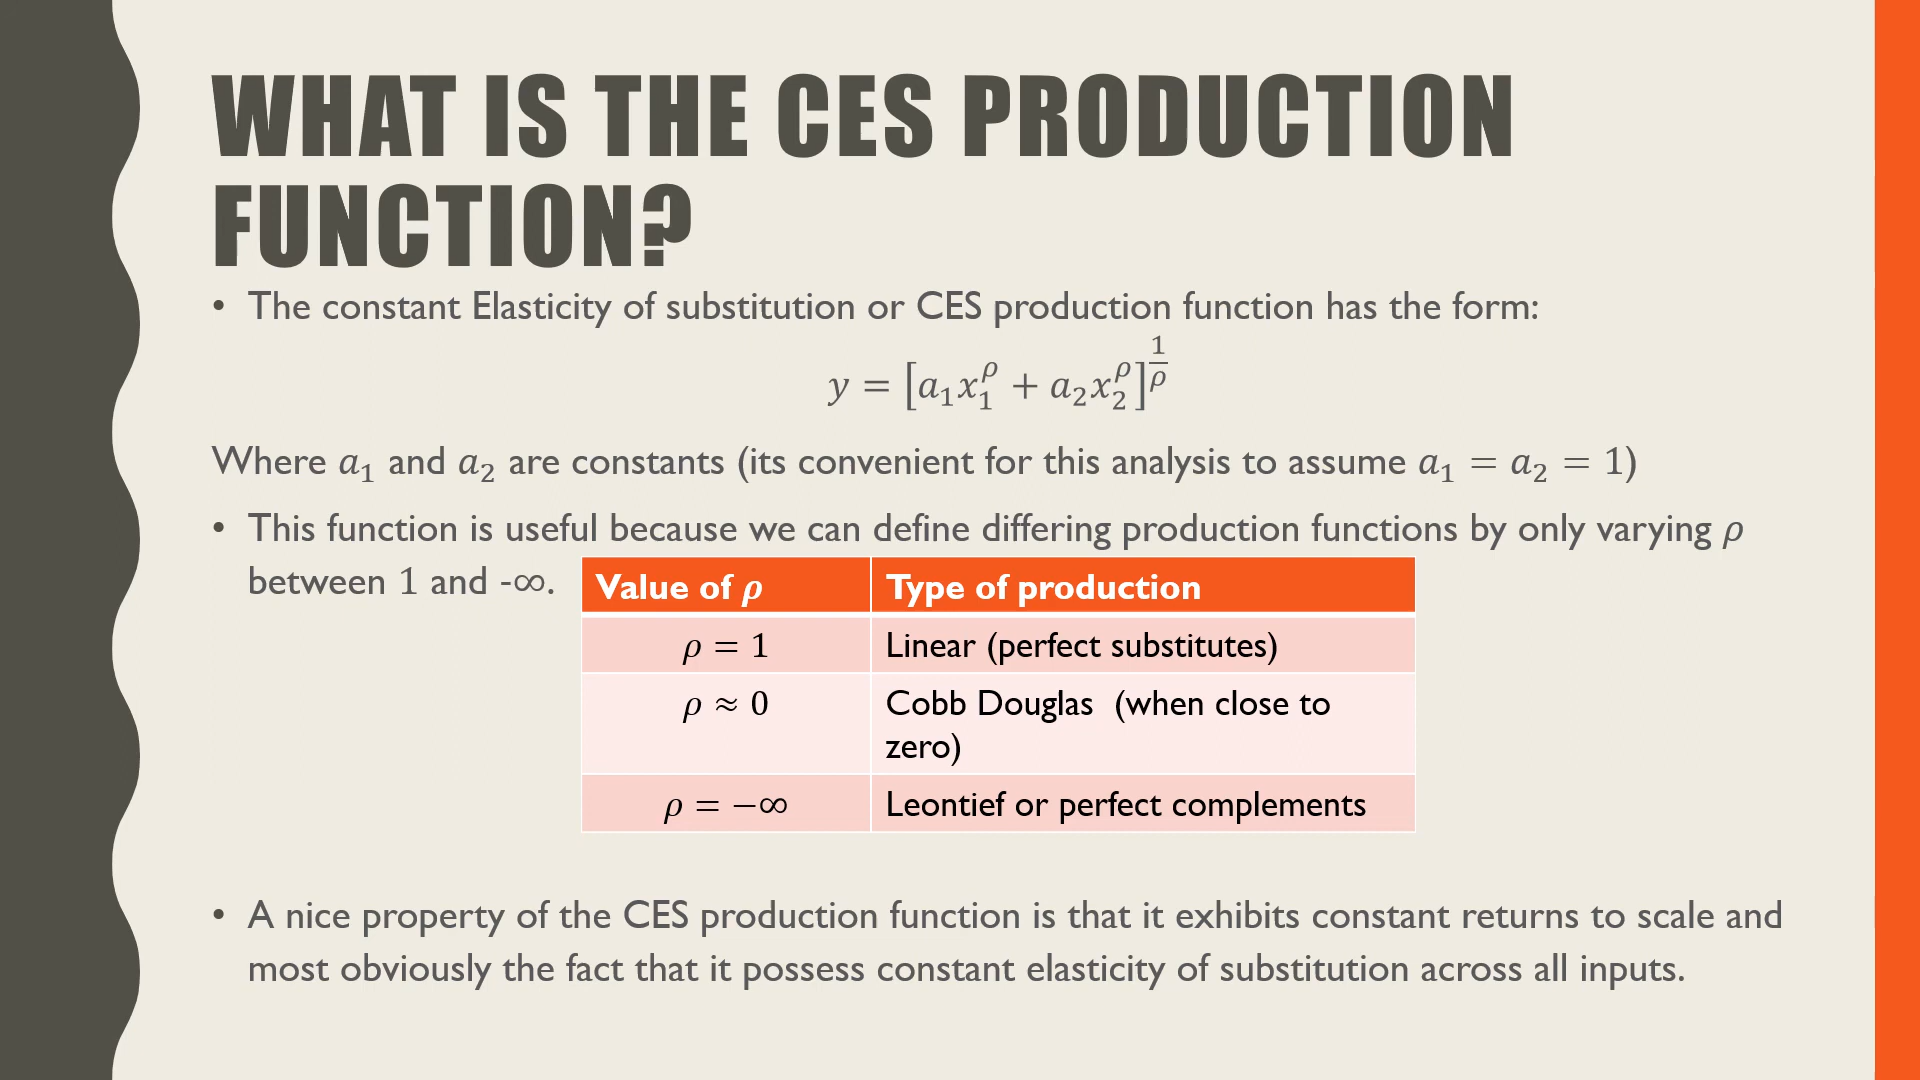 WHAT IS THE CES PRODUCTION
FUNCTION?
• The constant Elasticity of substitution or CES production function has the form:
𝑦 = [𝑎₁𝑥₁^𝜌 + 𝑎₂𝑥₂^𝜌]^(1/𝜌)
Where 𝑎₁ and 𝑎₂ are constants (its convenient for this analysis to assume 𝑎₁ = 𝑎₂ = 1)
• This function is useful because we can define differing production functions by only varying 𝜌
between 1 and -∞.
Value of 𝝆 Type of production
𝜌 = 1 Linear (perfect substitutes)
𝜌 ≈ 0 Cobb Douglas (when close to
zero)
𝜌 = −∞ Leontief or perfect complements
• A nice property of the CES production function is that it exhibits constant returns to scale and
most obviously the fact that it possess constant elasticity of substitution across all inputs.